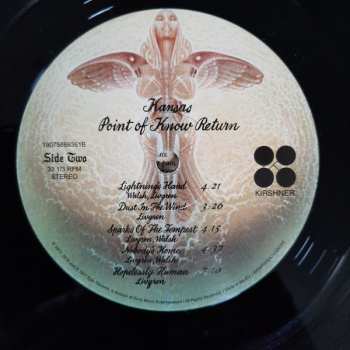 Kansas
Point of Know Return
Side Two
33 1/3 RPM
STEREO
KIRSHNER
Lightning's Hand 4:21
Walsh, Livgren
Dust In The Wind 3:26
Livgren
Sparks Of The Tempest 4:15
Livgren, Walsh
Nobody's Home
Livgren, Walsh
Hopelessly Human
Livgren